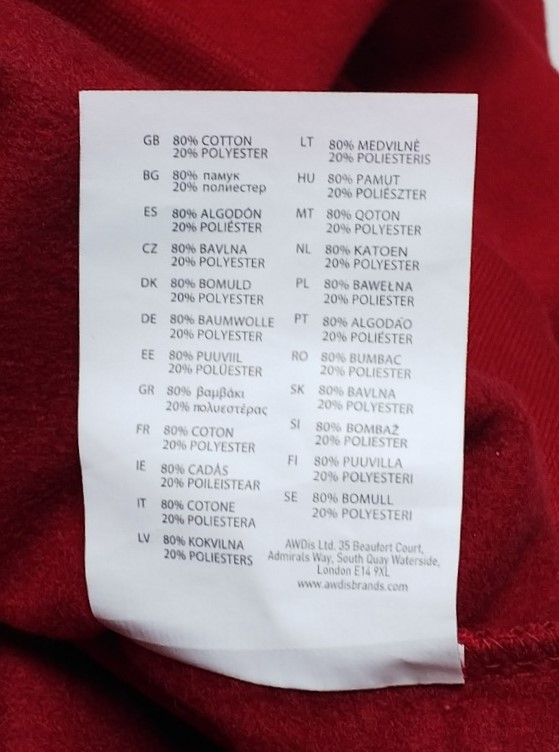 GB 80% COTTON
20% POLYESTER
BG 80% памук
20% полиестер
ES 80% ALGODÓN
20% POLIÉSTER
CZ 80% BAVLNA
20% POLYESTER
DK 80% BOMULD
20% POLYESTER
DE 80% BAUMWOLLE
20% POLYESTER
EE 80% PUUVIIL
20% POLÜESTER
GR 80% βαμβάκι
20% πολυεστέρας
FR 80% COTON
20% POLYESTER
IE 80% CADÁS
20% POILEISTEAR
IT 80% COTONE
20% POLIESTERA
LV 80% KOKVILNA
20% POLIESTERS
LT 80% MEDVILNĖ
20% POLIESTERIS
HU 80% PAMUT
20% POLIÉSZTER
MT 80% QOTON
20% POLYESTER
NL 80% KATOEN
20% POLYESTER
PL 80% BAWEŁNA
20% POLIESTER
PT 80% ALGODÃO
20% POLIÉSTER
RO 80% BUMBAC
20% POLIESTER
SK 80% BAVLNA
20% POLYESTER
SI 80% BOMBAŽ
20% POLIESTER
FI 80% PUUVILLA
20% POLYESTERI
SE 80% BOMULL
20% POLYESTERI
AWDis Ltd. 35 Beaufort Court,
Admirals Way, South Quay Waterside,
London E14 9XL
www.awdisbrands.com